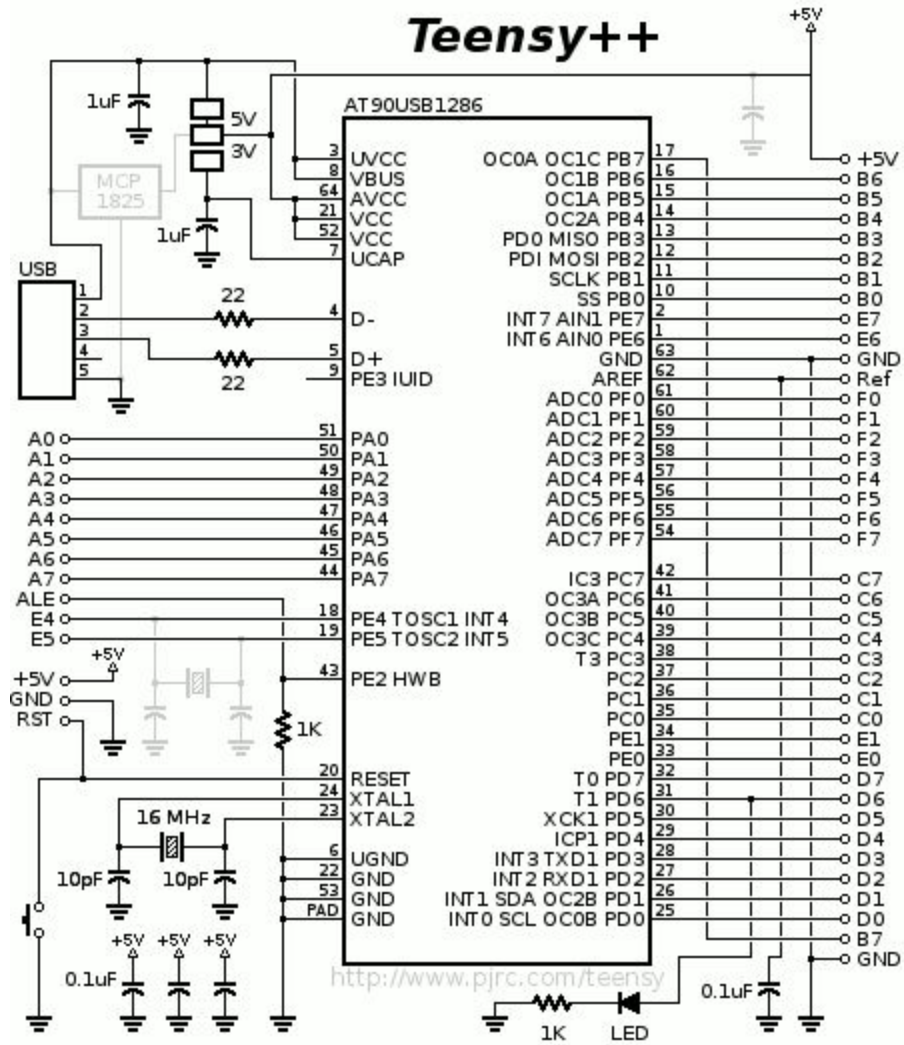 Teensy++
+5V
1uF
5V
3V
MCP
1825
1uF
USB
1
2
3
4
5
22
22
AT90USB1286
3 UVCC
8 VBUS
64 AVCC
21 VCC
52 VCC
7 UCAP
4 D-
5 D+
9 PE3 IUID
A0 51 PA0
A1 50 PA1
A2 49 PA2
A3 48 PA3
A4 47 PA4
A5 46 PA5
A6 45 PA6
A7 44 PA7
ALE
E4 18 PE4 TOSC1 INT4
E5 19 PE5 TOSC2 INT5
+5V
+5V
GND
RST
43 PE2 HWB
1K
20 RESET
24 XTAL1
23 XTAL2
16 MHz
10pF
10pF
6 UGND
22 GND
53 GND
PAD GND
+5V +5V +5V
0.1uF
OC0A OC1C PB7 17 +5V
OC1B PB6 16 B6
OC1A PB5 15 B5
OC2A PB4 14 B4
PD0 MISO PB3 13 B3
PDI MOSI PB2 12 B2
SCLK PB1 11 B1
SS PB0 10 B0
INT7 AIN1 PE7 2 E7
INT6 AIN0 PE6 1 E6
GND 63 GND
AREF 62 Ref
ADC0 PF0 61 F0
ADC1 PF1 60 F1
ADC2 PF2 59 F2
ADC3 PF3 58 F3
ADC4 PF4 57 F4
ADC5 PF5 56 F5
ADC6 PF6 55 F6
ADC7 PF7 54 F7
IC3 PC7 42 C7
OC3A PC6 41 C6
OC3B PC5 40 C5
OC3C PC4 39 C4
T3 PC3 38 C3
PC2 37 C2
PC1 36 C1
PC0 35 C0
PE1 34 E1
PE0 33 E0
T0 PD7 32 D7
T1 PD6 31 D6
XCK1 PD5 30 D5
ICP1 PD4 29 D4
INT3 TXD1 PD3 28 D3
INT2 RXD1 PD2 27 D2
INT1 SDA OC2B PD1 26 D1
INT0 SCL OC0B PD0 25 D0
B7
GND
http://www.pjrc.com/teensy
0.1uF
1K
LED